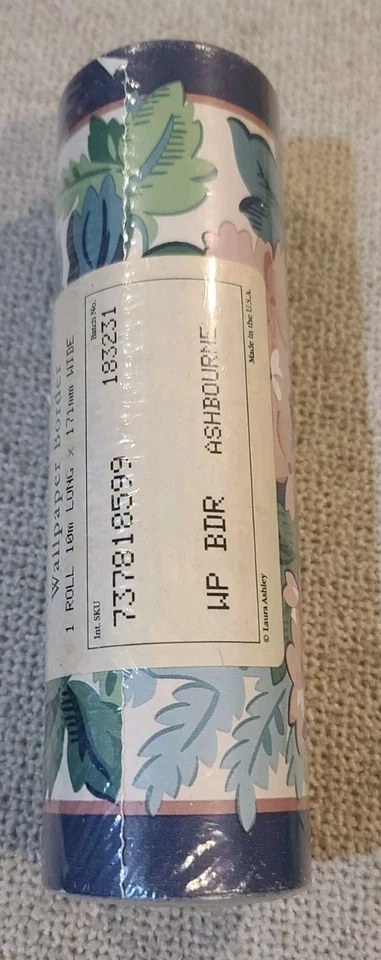 Wallpaper Border
1 ROLL 10m LONG x 171mm WIDE
Int. SKU Batch No.
737818599 183231
WP BDR ASHBOURNE
© Laura Ashley Made in the U.S.A.